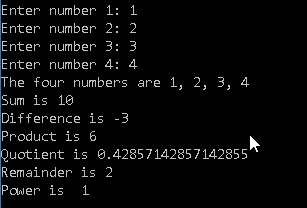 Enter number 1: 1
Enter number 2: 2
Enter number 3: 3
Enter number 4: 4
The four numbers are 1, 2, 3, 4
Sum is 10
Difference is -3
Product is 6
Quotient is 0.42857142857142855
Remainder is 2
Power is  1